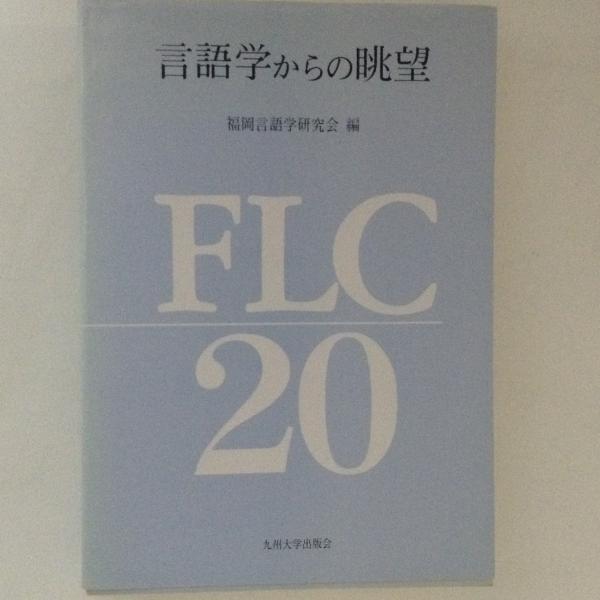 言語学からの眺望
福岡言語学研究会 編
FLC
20
九州大学出版会